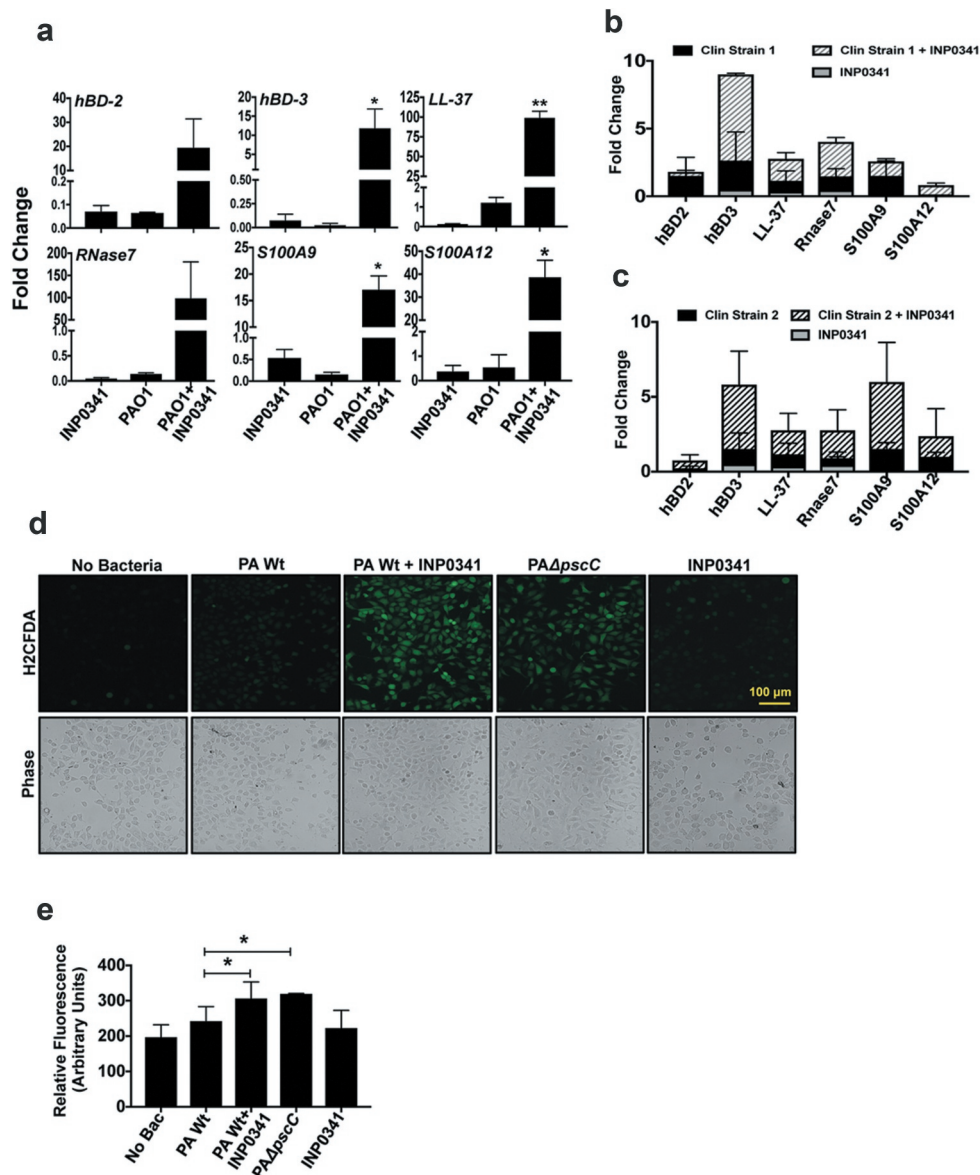 a
hBD-2
40
30
20
10
0.2
0.1
0.0
hBD-3
20
15
10
5
0.50
0.25
0.00
*
LL-37
125
100
75
50
2
1
0
**
Fold Change
RNase7
200
150
100
50
1.0
0.5
0.0
S100A9
25
20
15
10
1.0
0.5
0.0
*
S100A12
50
40
30
20
10
2
1
0
*
INP0341
PAO1
PAO1+
INP0341
INP0341
PAO1
PAO1+
INP0341
INP0341
PAO1
PAO1+
INP0341
b
Clin Strain 1
Clin Strain 1 + INP0341
INP0341
Fold Change
10
5
0
hBD2
hBD3
LL-37
Rnase7
S100A9
S100A12
c
Clin Strain 2
Clin Strain 2 + INP0341
INP0341
Fold Change
10
5
0
hBD2
hBD3
LL-37
Rnase7
S100A9
S100A12
d
No Bacteria
PA Wt
PA Wt + INP0341
PAΔpscC
INP0341
H2CFDA
100 µm
Phase
e
Relative Fluorescence
(Arbitrary Units)
400
300
200
100
0
*
*
No Bac
PA Wt
PA Wt+
INP0341
PAΔpscC
INP0341